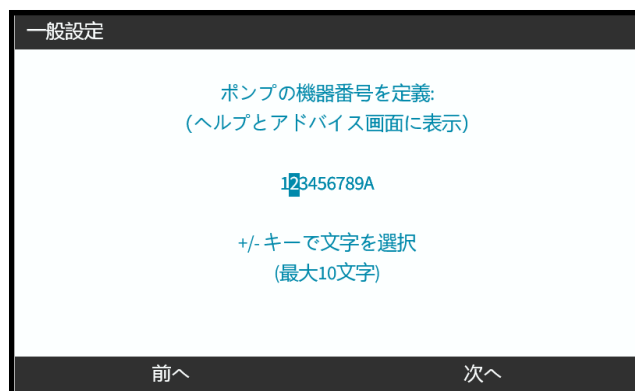 一般設定
ポンプの機器番号を定義:
(ヘルプとアドバイス画面に表示)
123456789A
+/- キーで文字を選択
(最大10文字)
前へ
次へ